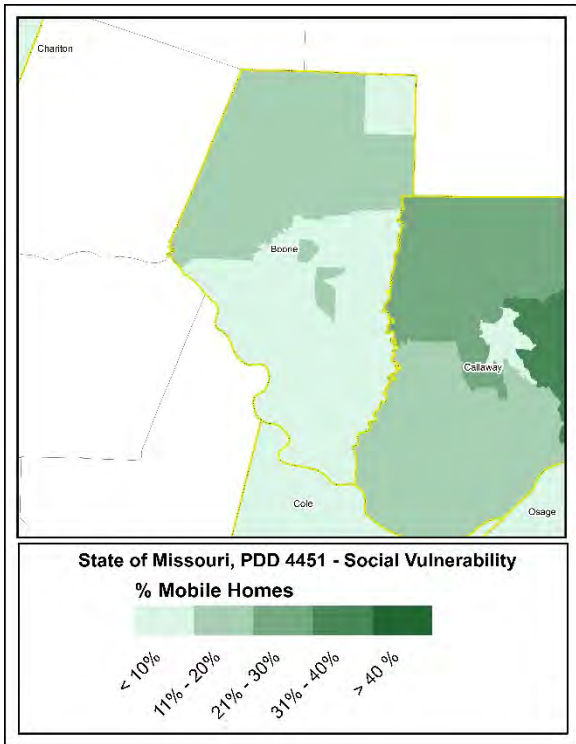 Chariton
Boone
Callaway
Cole
Osage
State of Missouri, PDD 4451 - Social Vulnerability
% Mobile Homes
< 10%
11% - 20%
21% - 30%
31% - 40%
> 40 %